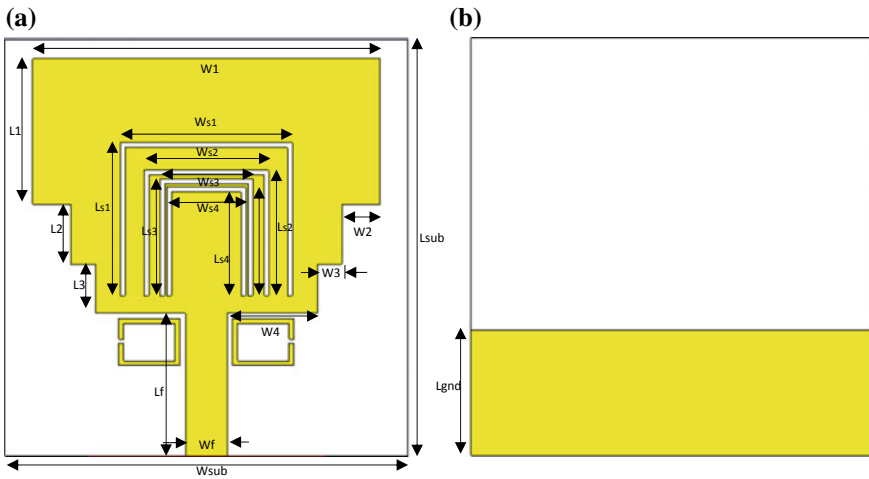 (a)
(b)
W1
L1
Ws1
Ws2
Ws3
Ws4
Ls1
Ls3
Ls4
Ls2
L2
W2
Lsub
W3
L3
W4
Lf
Lgnd
Wf
Wsub